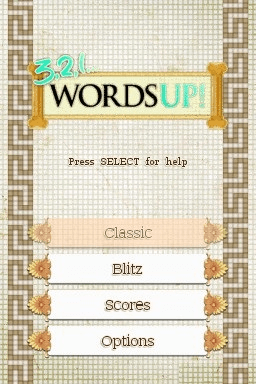 3.2.1...
WORDSUP!
Press SELECT for help
Classic
Blitz
Scores
Options